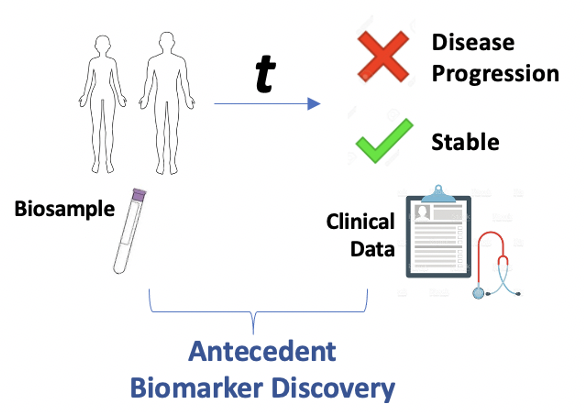 t
Disease
Progression
Stable
Biosample
Clinical
Data
Antecedent
Biomarker Discovery